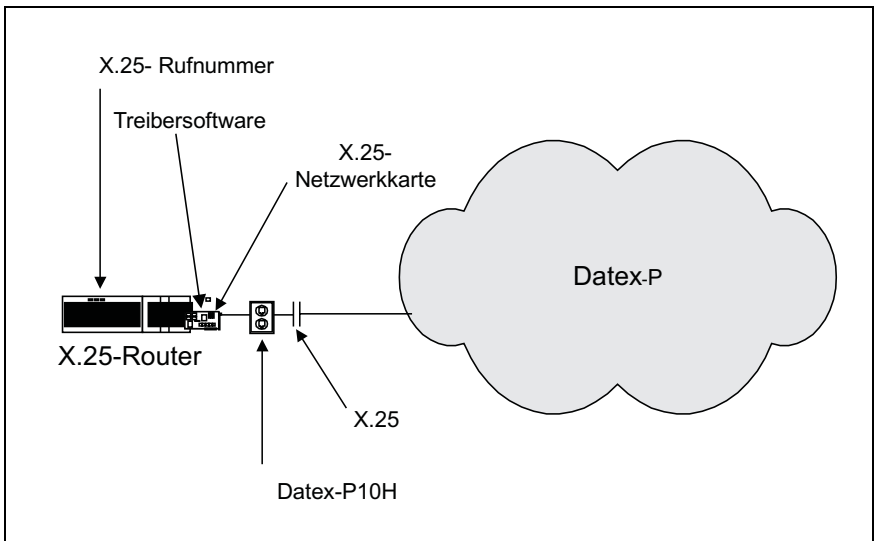 X.25- Rufnummer
Treibersoftware
X.25-
Netzwerkkarte
Datex-P
X.25-Router
X.25
Datex-P10H